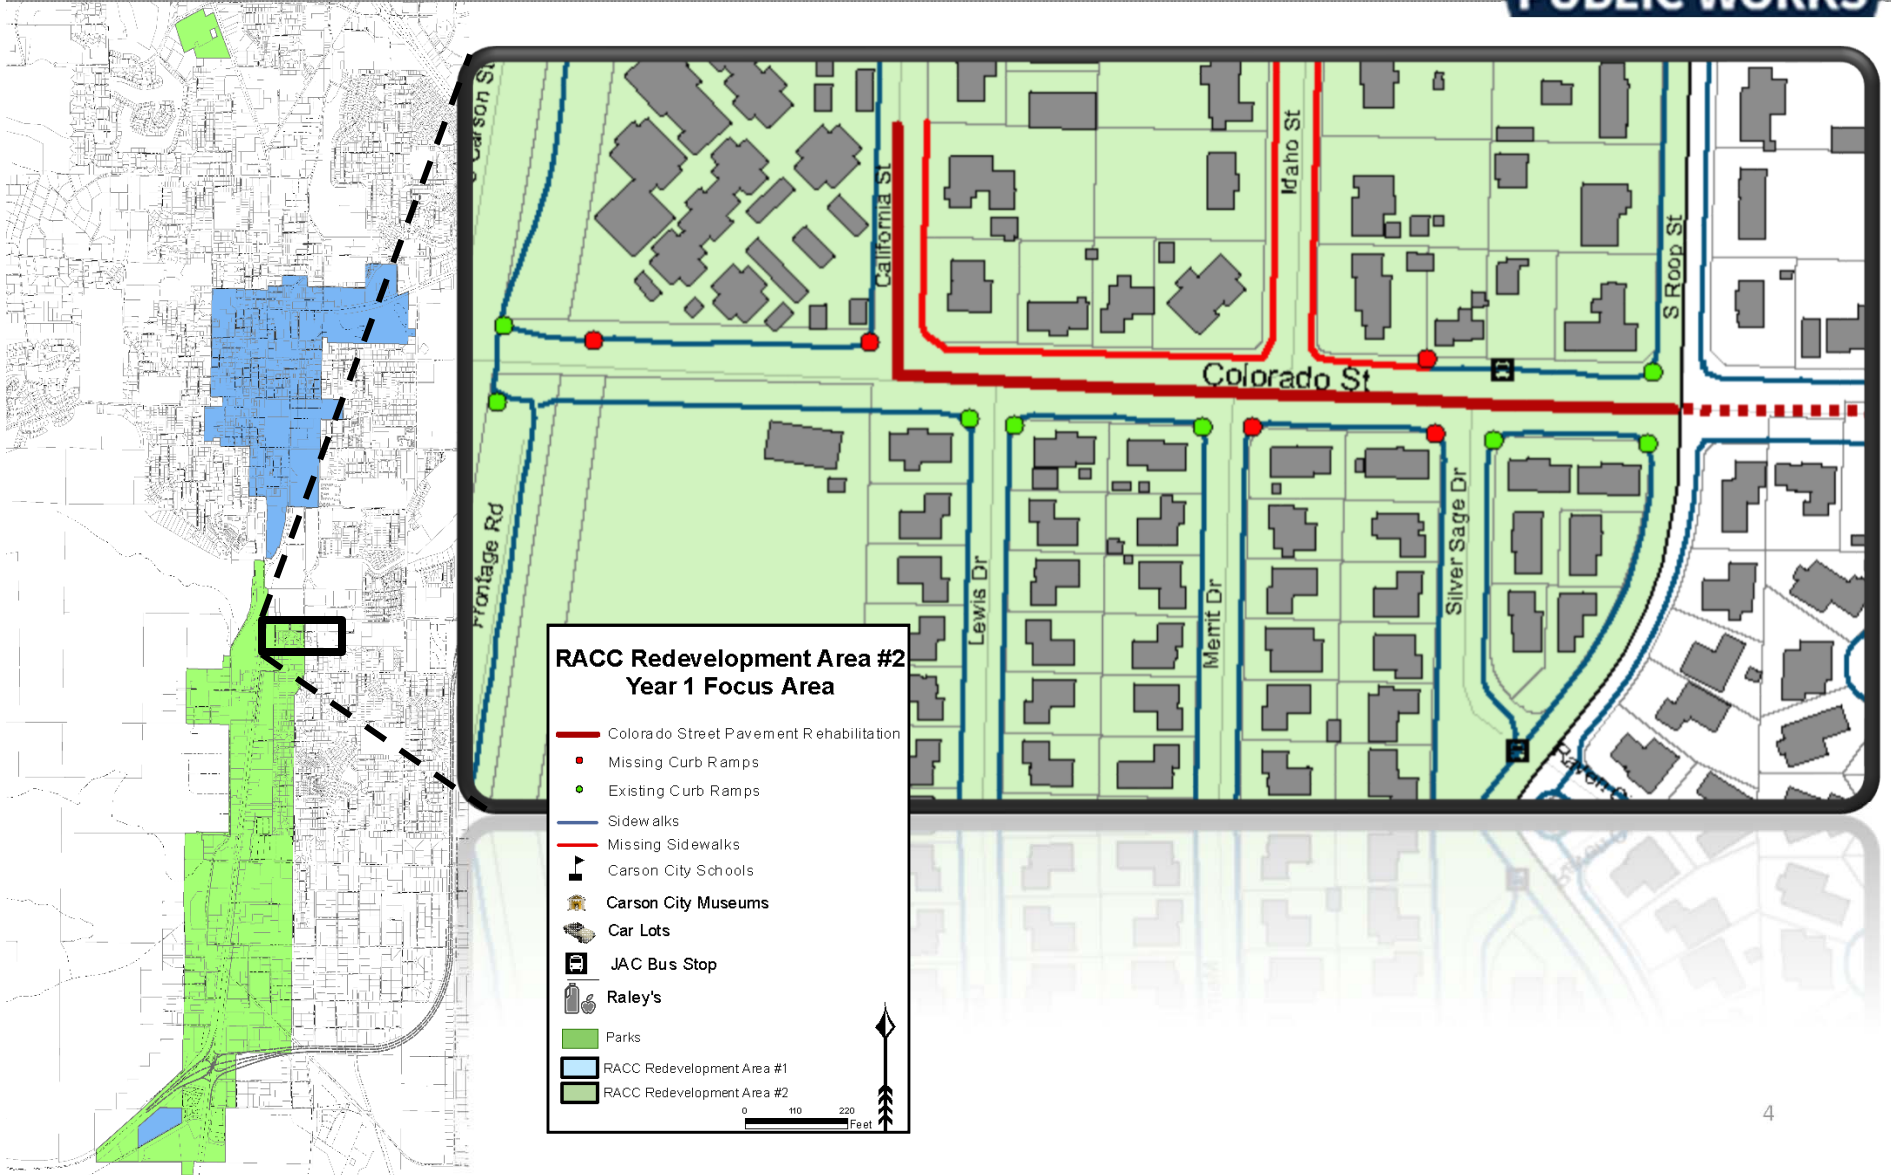 PUBLIC WORKS
Carson St
California St
Idaho St
S Roop St
Colorado St
Frontage Rd
Lewis Dr
Merrit Dr
Silver Sage Dr
Raven
RACC Redevelopment Area #2
Year 1 Focus Area
Colorado Street Pavement Rehabilitation
Missing Curb Ramps
Existing Curb Ramps
Sidewalks
Missing Sidewalks
Carson City Schools
Carson City Museums
Car Lots
JAC Bus Stop
Raley's
Parks
RACC Redevelopment Area #1
RACC Redevelopment Area #2
0 110 220
Feet
4